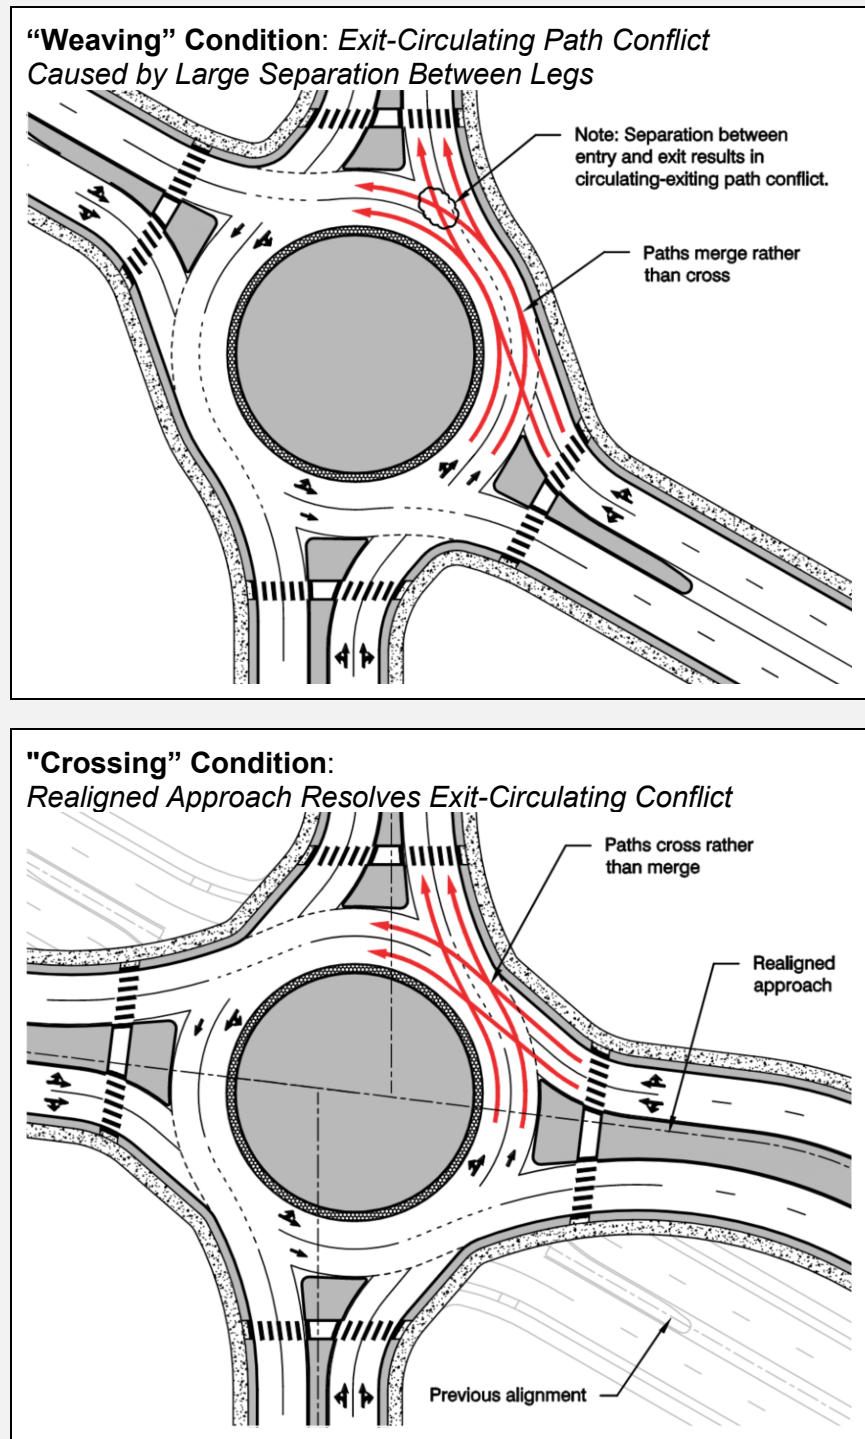 “Weaving” Condition: Exit-Circulating Path Conflict
Caused by Large Separation Between Legs
Note: Separation between
entry and exit results in
circulating-exiting path conflict.
Paths merge rather
than cross
"Crossing” Condition:
Realigned Approach Resolves Exit-Circulating Conflict
Paths cross rather
than merge
Realigned
approach
Previous alignment